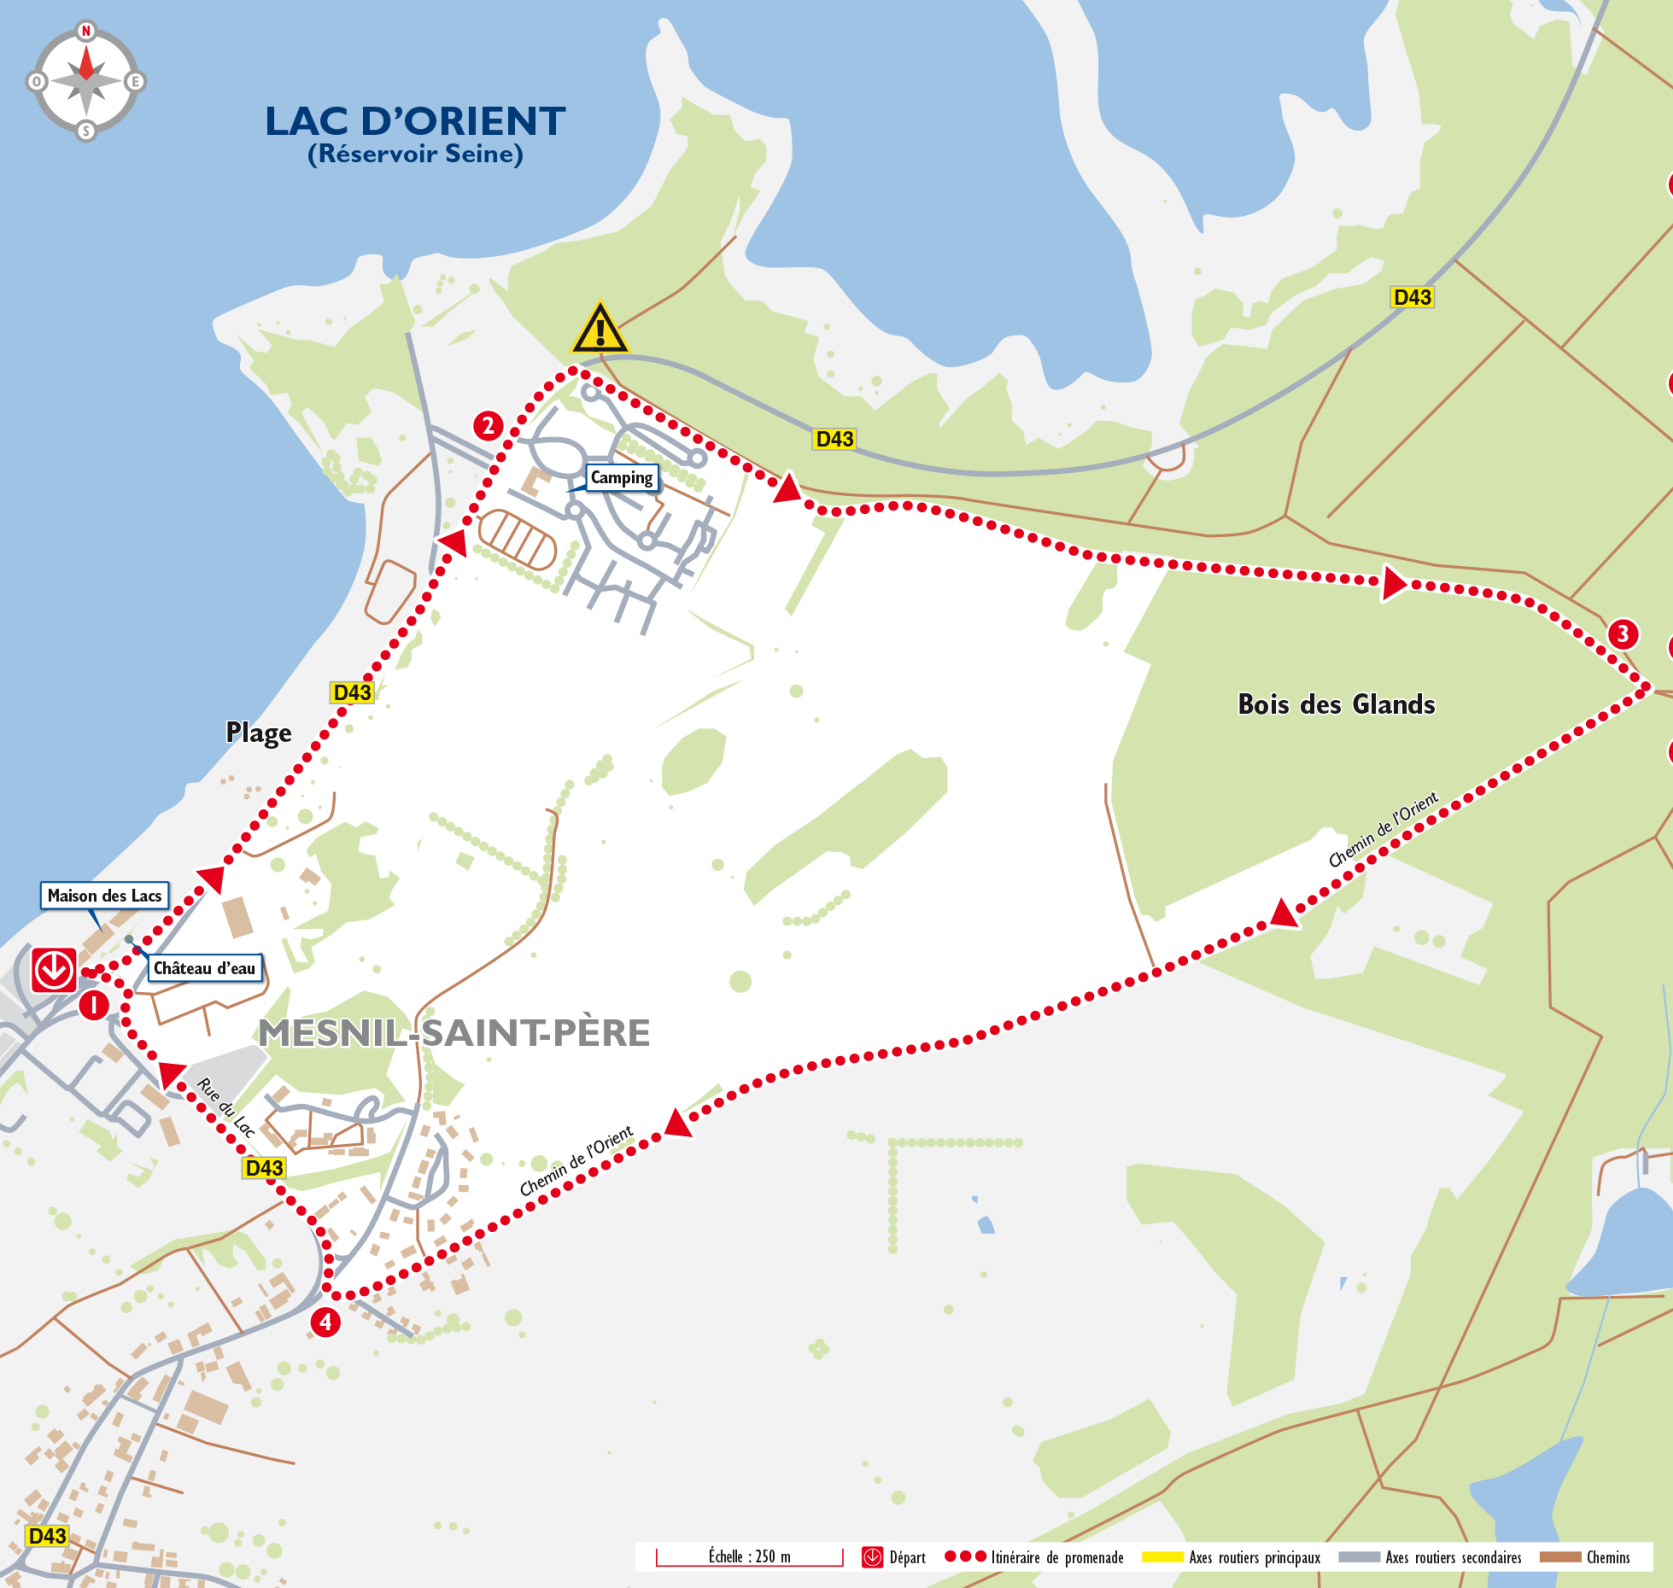 N
O
E
S
LAC D'ORIENT
(Réservoir Seine)
!
D43
2
D43
Camping
3
D43
Bois des Glands
Plage
Chemin de l'Orient
Maison des Lacs
Château d'eau
1
MESNIL-SAINT-PÈRE
Rue du Lac
Chemin de l'Orient
D43
4
D43
Échelle : 250 m
Départ
Itinéraire de promenade
Axes routiers principaux
Axes routiers secondaires
Chemins